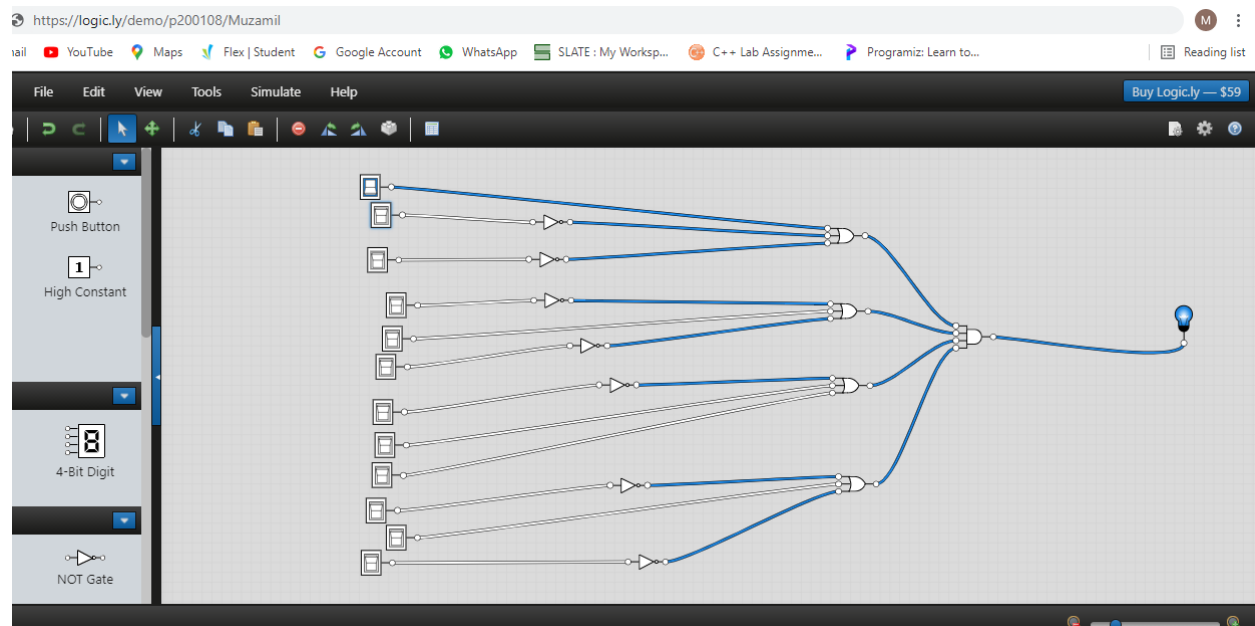 https://logic.ly/demo/p200108/Muzamil
M
ail YouTube Maps Flex | Student Google Account WhatsApp SLATE : My Worksp... C++ Lab Assignme... Programiz: Learn to... Reading list
File Edit View Tools Simulate Help Buy Logic.ly — $59
Push Button
1
High Constant
8
4-Bit Digit
NOT Gate